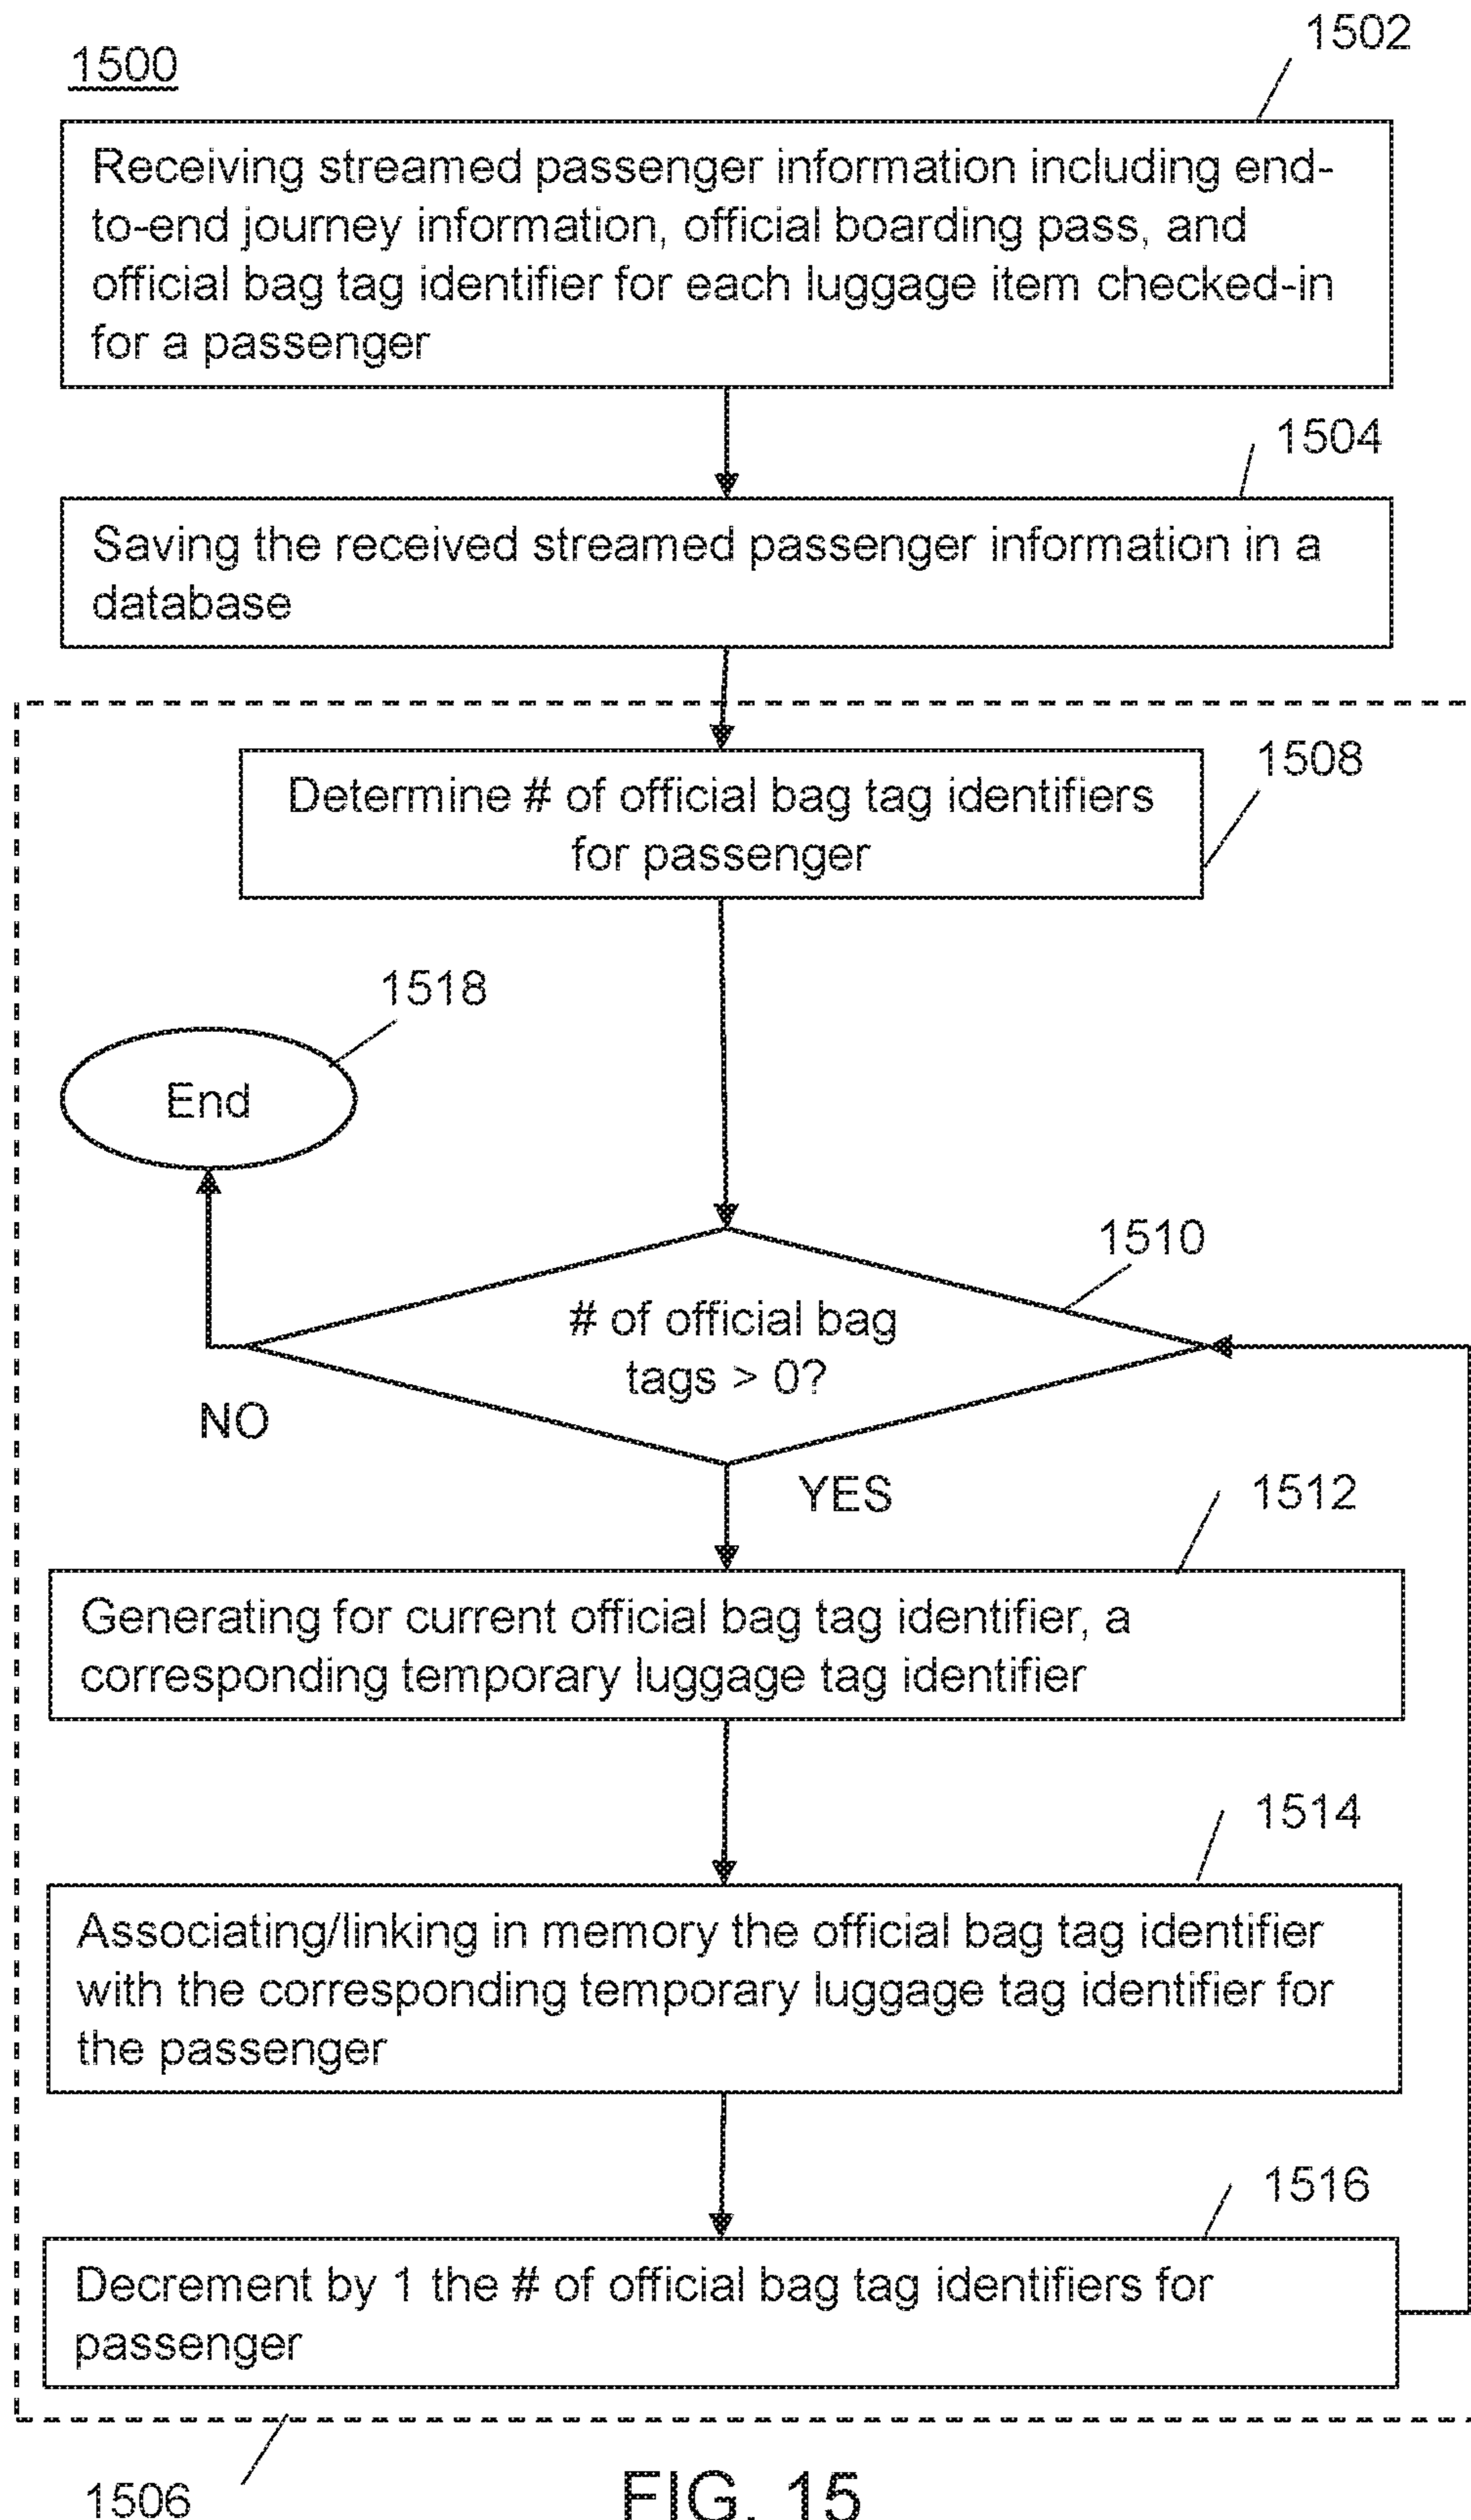 1500
1502
Receiving streamed passenger information including end-
to-end journey information, official boarding pass, and
official bag tag identifier for each luggage item checked-in
for a passenger
1504
Saving the received streamed passenger information in a
database
1508
Determine # of official bag tag identifiers
for passenger
1518
End
1510
# of official bag
tags > 0?
NO
YES
1512
Generating for current official bag tag identifier, a
corresponding temporary luggage tag identifier
1514
Associating/linking in memory the official bag tag identifier
with the corresponding temporary luggage tag identifier for
the passenger
1516
Decrement by 1 the # of official bag tag identifiers for
passenger
1506
FIG. 15